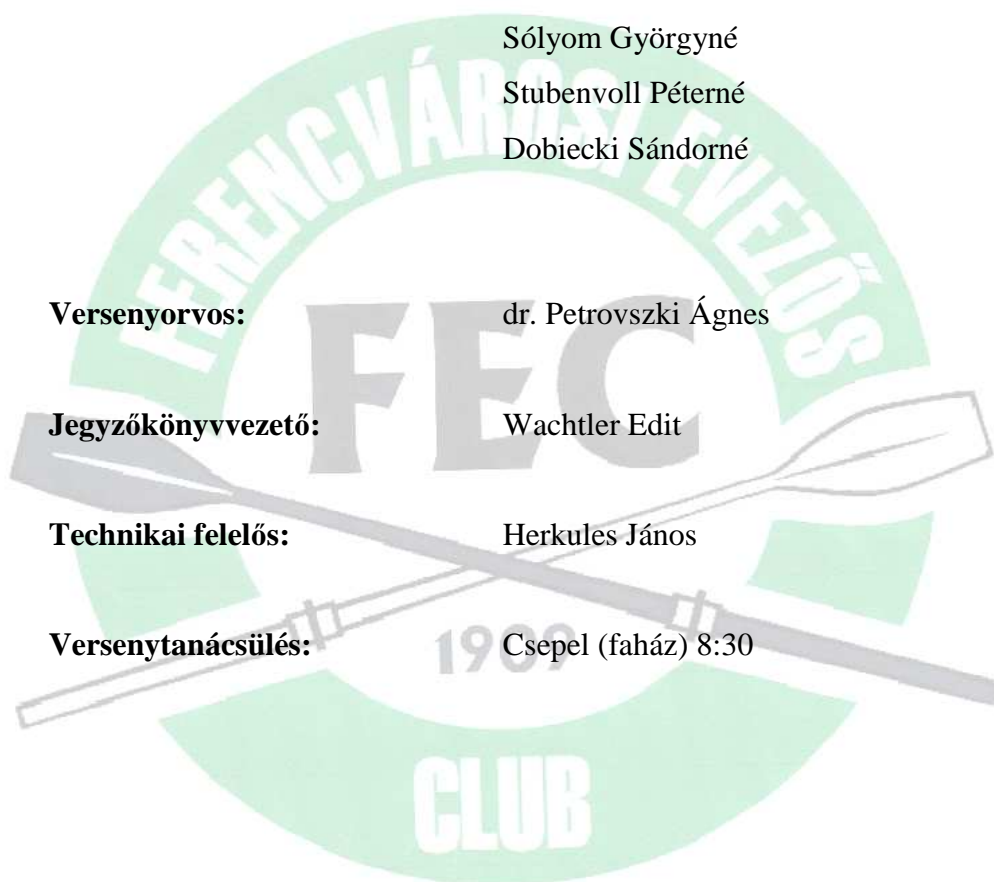 Sólyom Györgyné
Stubenvoll Péterné
Dobiecki Sándorné
FERENCVÁROSI EVEZŐS
Versenyorvos: dr. Petrovszki Ágnes
FEC
Jegyzőkönyvvezető: Wachtler Edit
Technikai felelős: Herkules János
Versenytanácsülés: Csepel (faház) 8:30
1909
CLUB